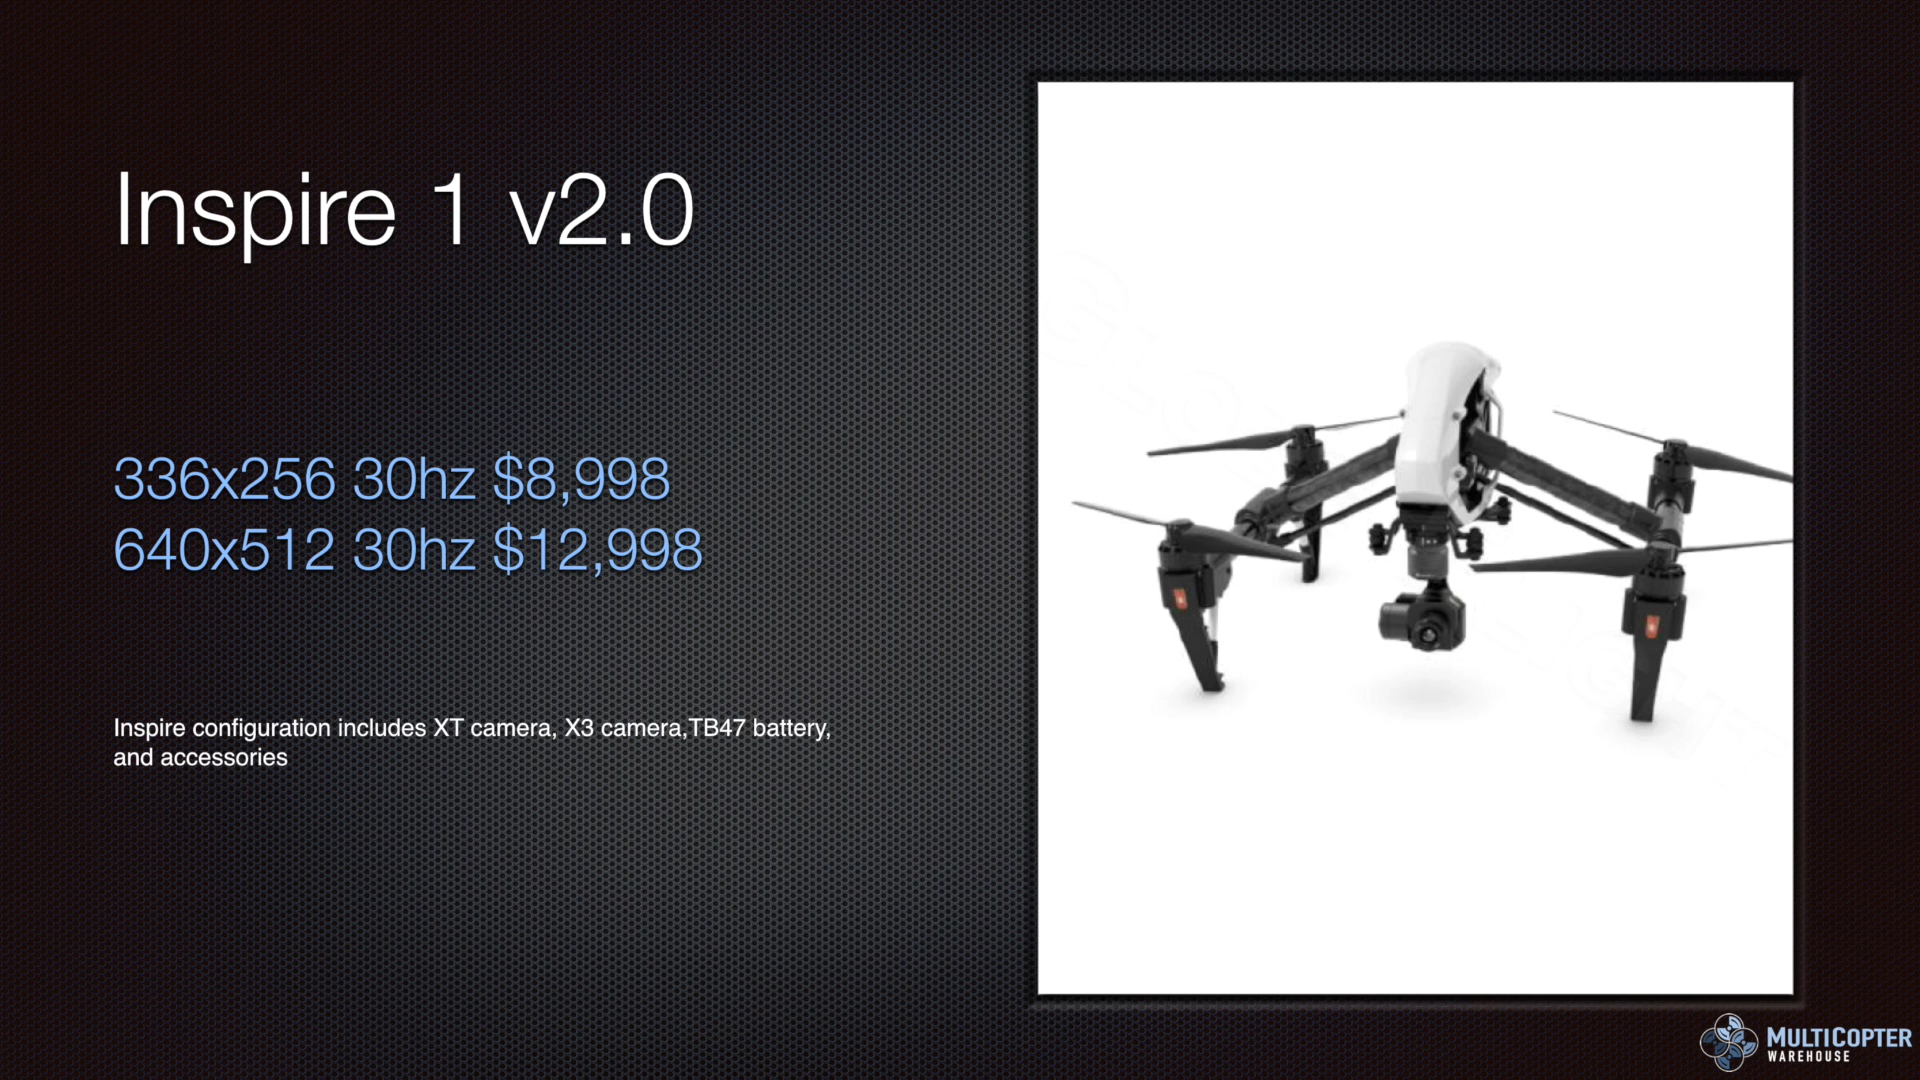 Inspire 1 v2.0
336x256 30hz $8,998
640x512 30hz $12,998
Inspire configuration includes XT camera, X3 camera,TB47 battery,
and accessories
MULTICOPTER
WAREHOUSE